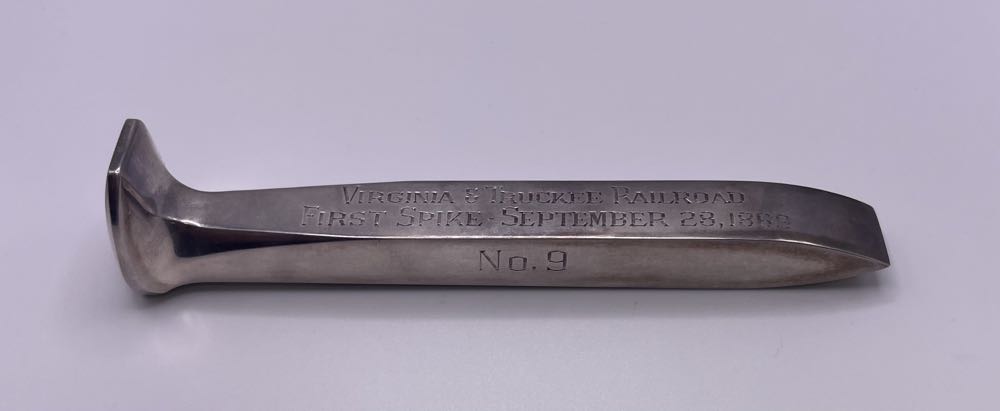 VIRGINIA & TRUCKEE RAILROAD
FIRST SPIKE - SEPTEMBER 28, 1869
No. 9